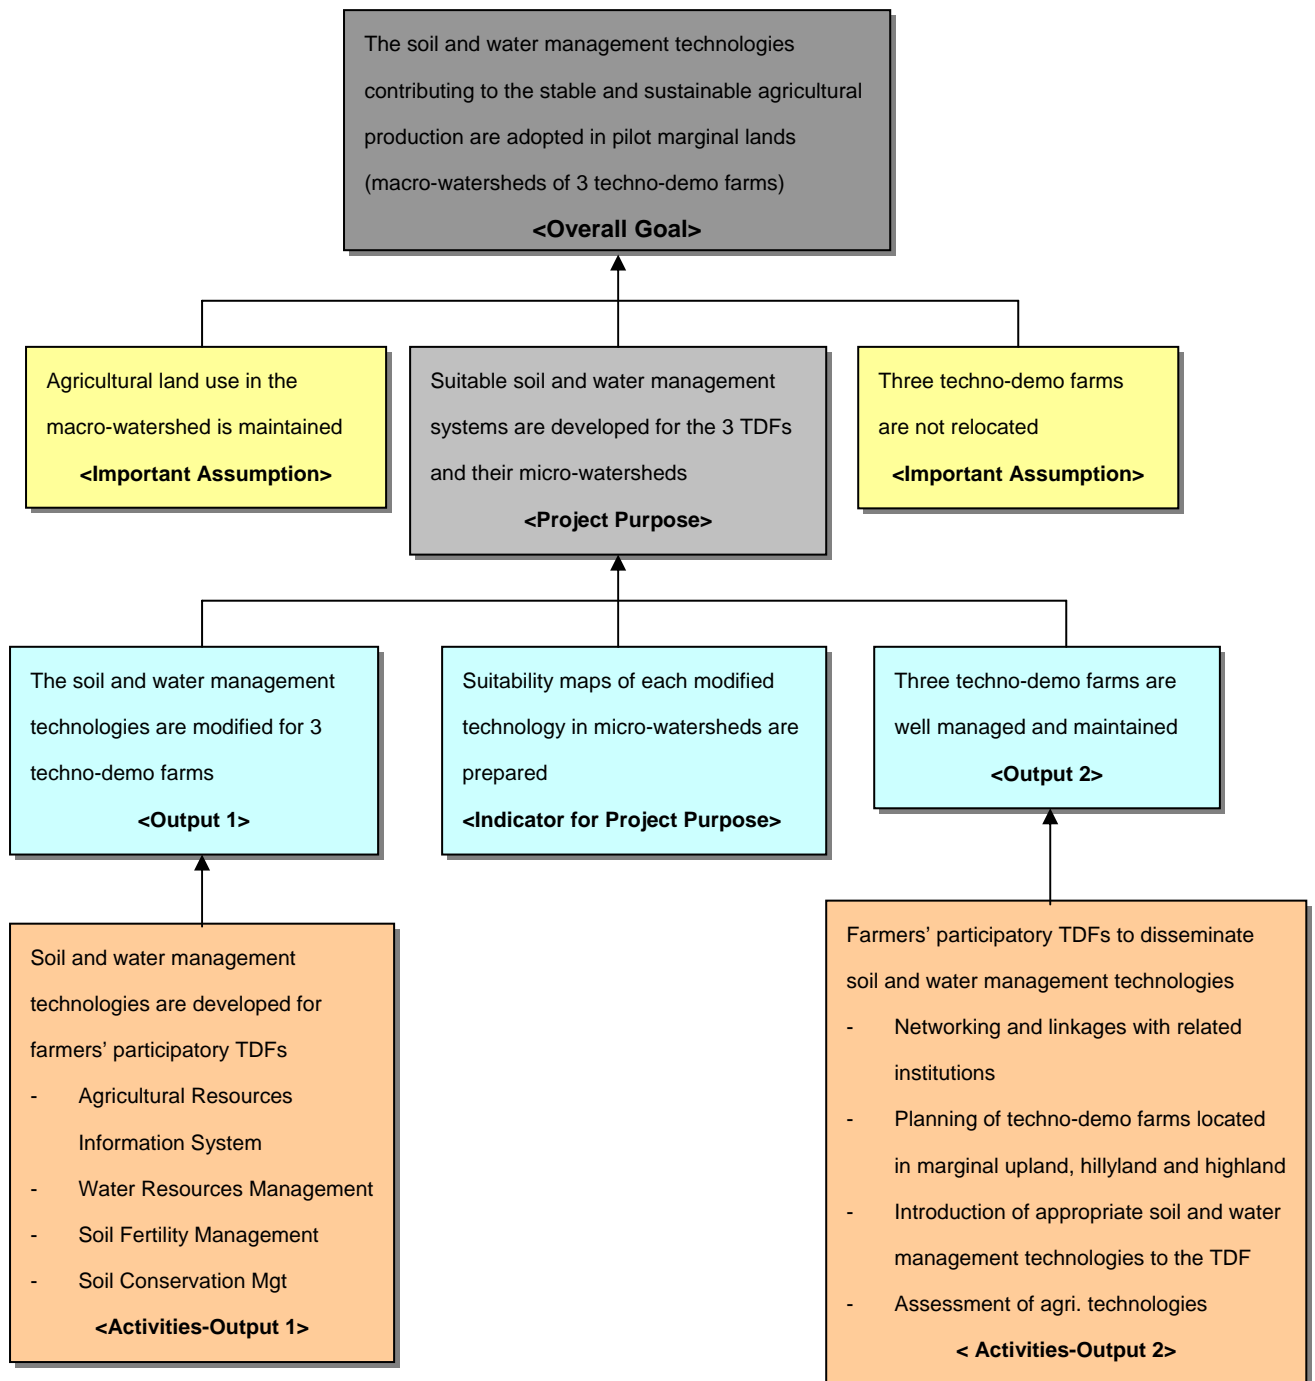 The soil and water management technologies
contributing to the stable and sustainable agricultural
production are adopted in pilot marginal lands
(macro-watersheds of 3 techno-demo farms)
<Overall Goal>
Agricultural land use in the
macro-watershed is maintained
<Important Assumption>
Suitable soil and water management
systems are developed for the 3 TDFs
and their micro-watersheds
<Project Purpose>
Three techno-demo farms
are not relocated
<Important Assumption>
The soil and water management
technologies are modified for 3
techno-demo farms
<Output 1>
Suitability maps of each modified
technology in micro-watersheds are
prepared
<Indicator for Project Purpose>
Three techno-demo farms are
well managed and maintained
<Output 2>
Soil and water management
technologies are developed for
farmers’ participatory TDFs
- Agricultural Resources
Information System
- Water Resources Management
- Soil Fertility Management
- Soil Conservation Mgt
<Activities-Output 1>
Farmers’ participatory TDFs to disseminate
soil and water management technologies
- Networking and linkages with related
institutions
- Planning of techno-demo farms located
in marginal upland, hillyland and highland
- Introduction of appropriate soil and water
management technologies to the TDF
- Assessment of agri. technologies
< Activities-Output 2>